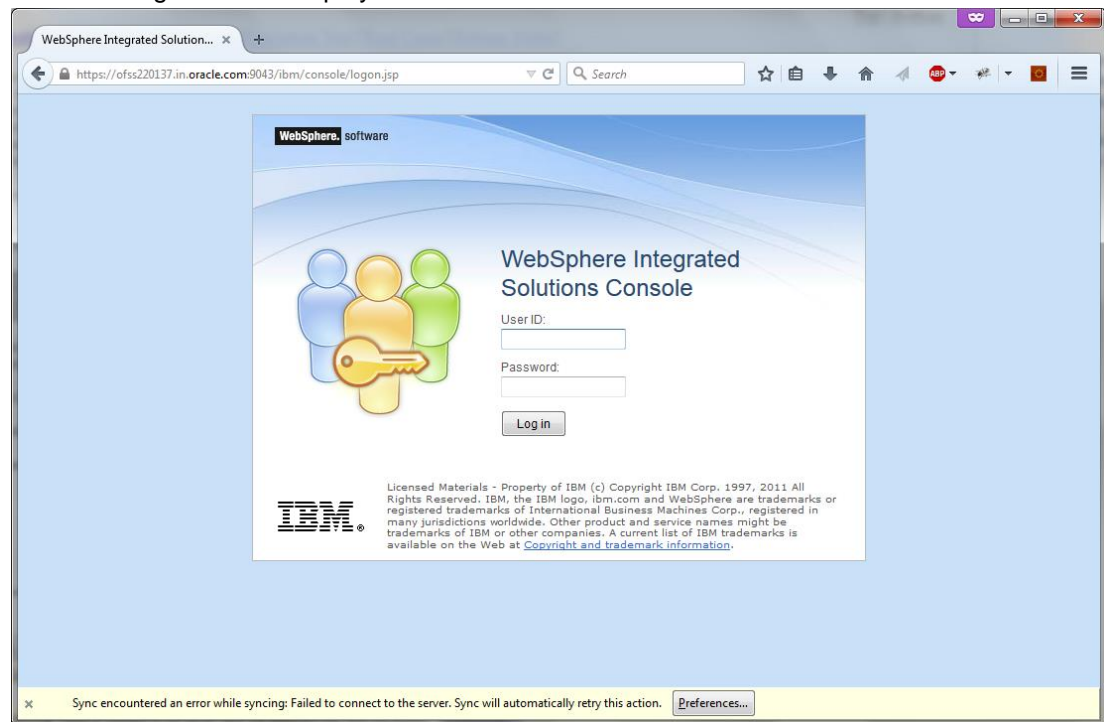 WebSphere Integrated Solution... × +
https://ofss220137.in.oracle.com:9043/ibm/console/logon.jsp
Search
ABP
WebSphere. software
WebSphere Integrated
Solutions Console
User ID:
Password:
Log in
IBM®
Licensed Materials - Property of IBM (c) Copyright IBM Corp. 1997, 2011 All
Rights Reserved. IBM, the IBM logo, ibm.com and WebSphere are trademarks or
registered trademarks of International Business Machines Corp., registered in
many jurisdictions worldwide. Other product and service names might be
trademarks of IBM or other companies. A current list of IBM trademarks is
available on the Web at Copyright and trademark information.
× Sync encountered an error while syncing: Failed to connect to the server. Sync will automatically retry this action. Preferences...